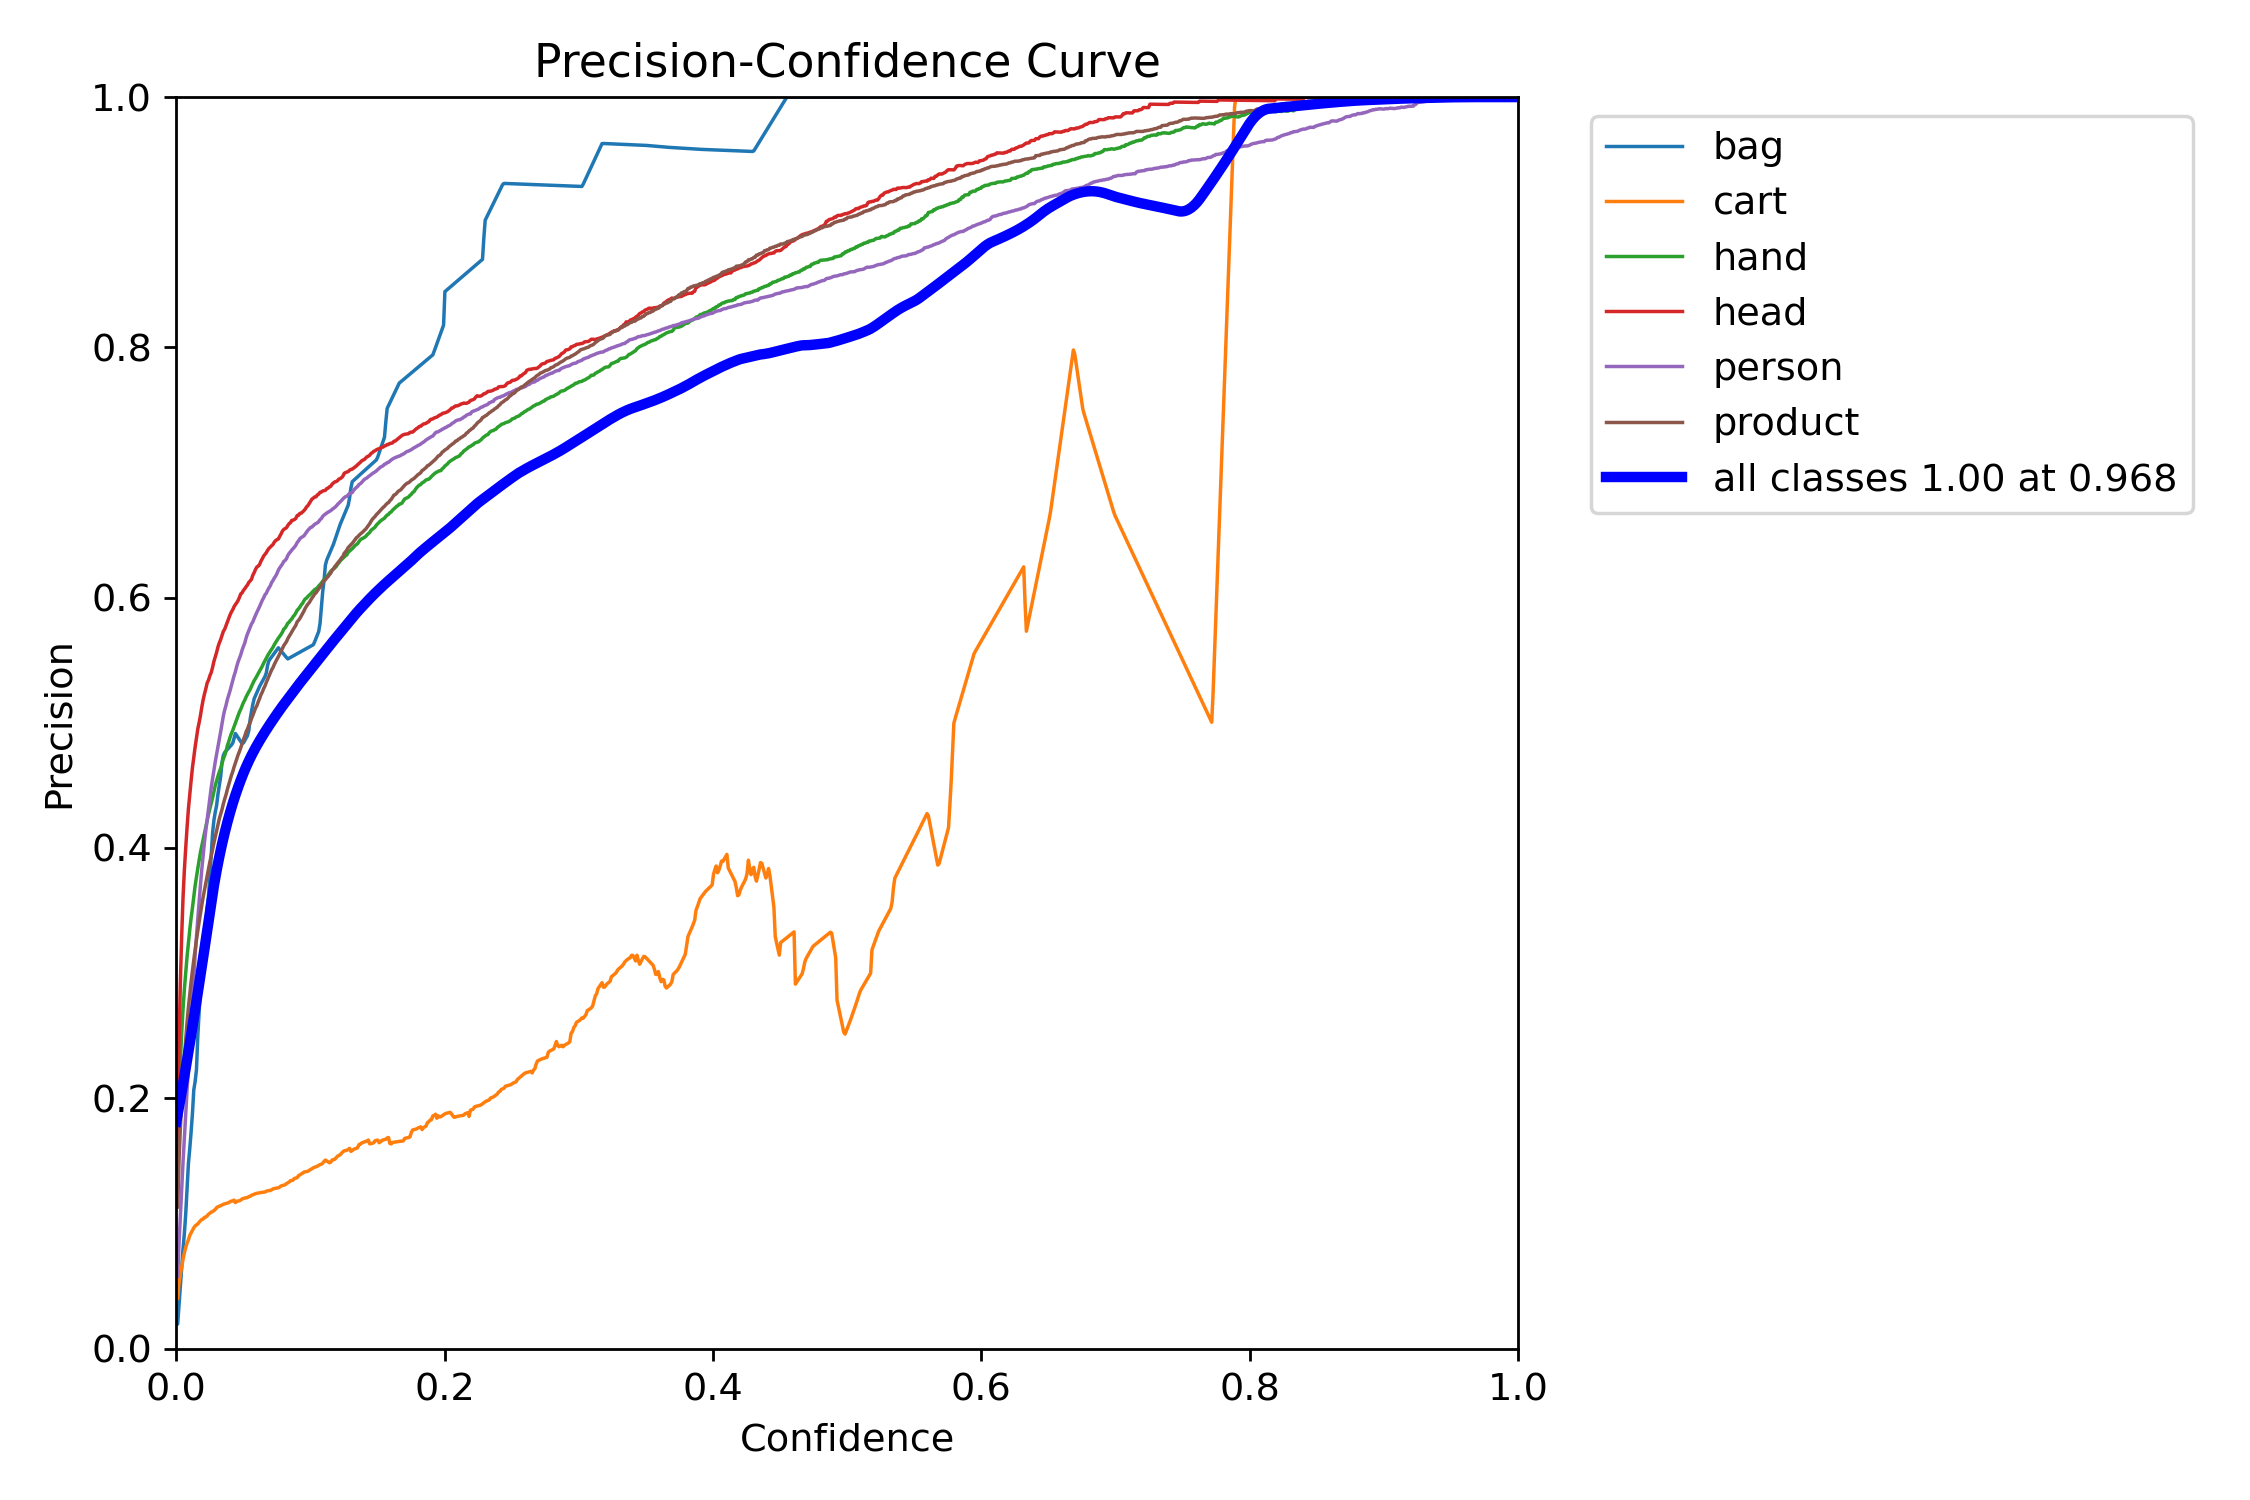 Precision-Confidence Curve
1.0
0.8
0.6
0.4
0.2
0.0
Precision
0.0 0.2 0.4 0.6 0.8 1.0
Confidence
bag
cart
hand
head
person
product
all classes 1.00 at 0.968